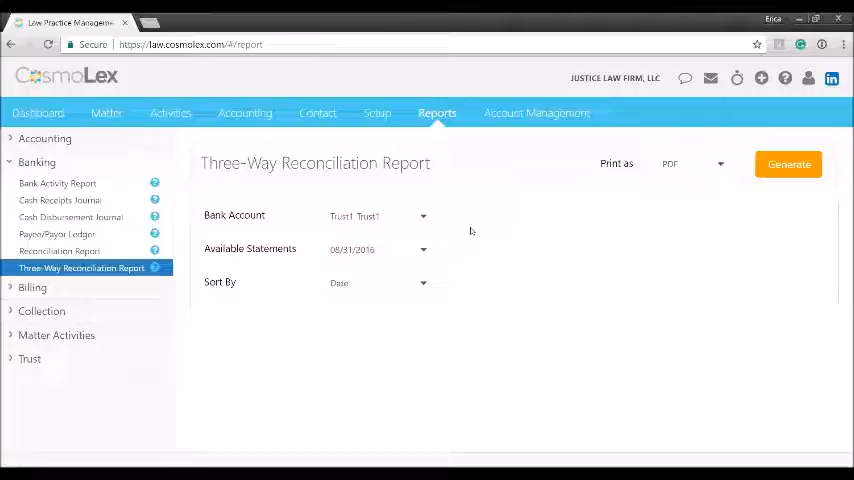 Law Practice Manageme
Erica
Secure
https://law.cosmolex.com/#/report
CosmoLex
JUSTICE LAW FIRM, LLC
Dashboard
Matter
Activities
Accounting
Contact
Setup
Reports
Account Management
Accounting
Banking
Bank Activity Report
Cash Receipts Journal
Cash Disbursement Journal
Payee/Payor Ledger
Reconciliation Report
Three-Way Reconciliation Report
Billing
Collection
Matter Activities
Trust
Three-Way Reconciliation Report
Print as
PDF
Generate
Bank Account
Trust1 Trust1
Available Statements
08/31/2016
Sort By
Date